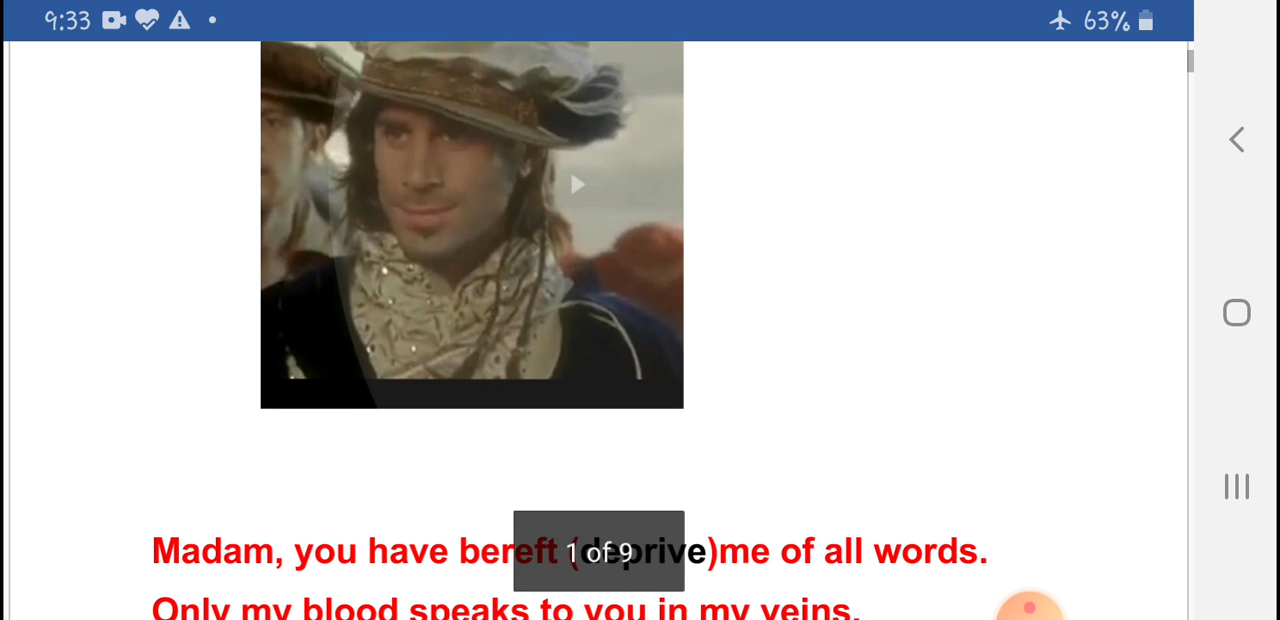 9:33 63%
Madam, you have bereft (deprive)me of all words.
1 of 9
Only my blood speaks to you in my veins.